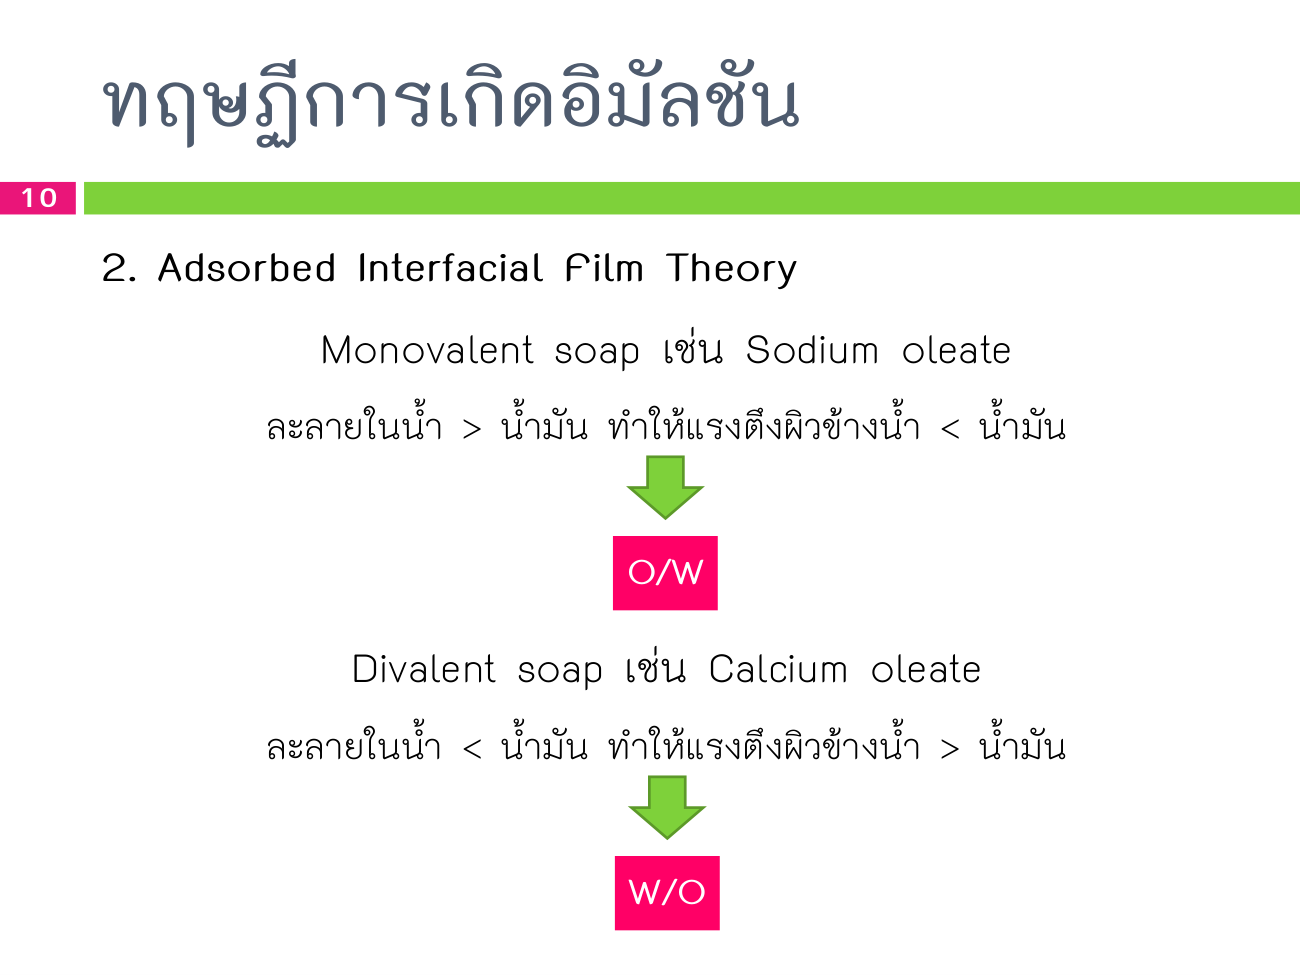 ทฤษฎีการเกิดอิมัลชัน
10
2. Adsorbed Interfacial Film Theory
Monovalent soap เช่น Sodium oleate
ละลายในน้ำ > น้ำมัน ทำให้แรงตึงผิวข้างน้ำ < น้ำมัน
O/W
Divalent soap เช่น Calcium oleate
ละลายในน้ำ < น้ำมัน ทำให้แรงตึงผิวข้างน้ำ > น้ำมัน
W/O